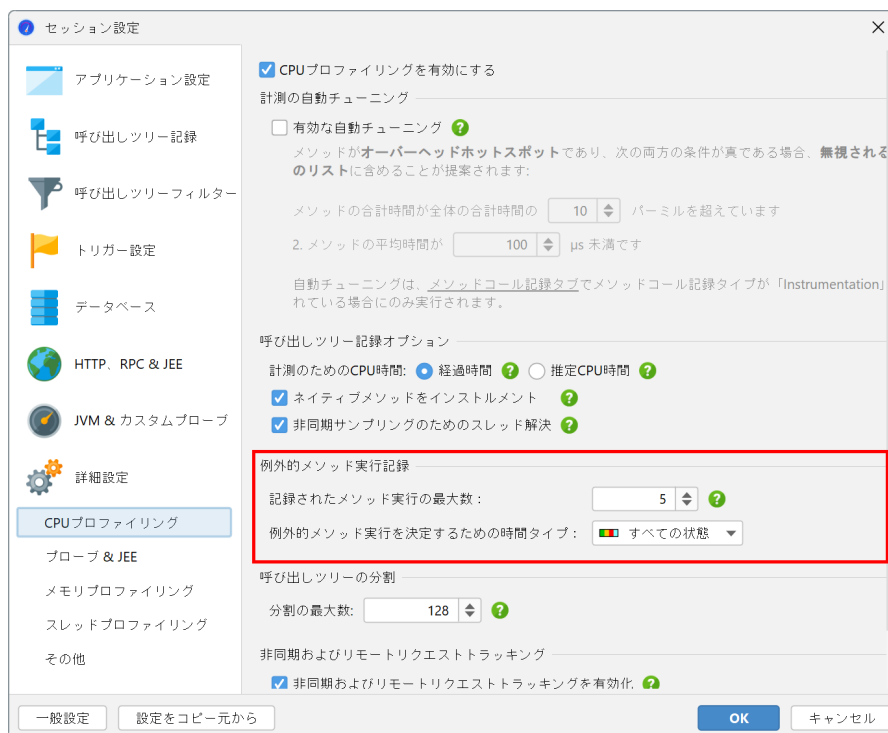 セッション設定
アプリケーション設定
呼び出しツリー記録
呼び出しツリーフィルター
トリガー設定
データベース
HTTP、RPC & JEE
JVM & カスタムプローブ
詳細設定
CPUプロファイリング
プローブ & JEE
メモリプロファイリング
スレッドプロファイリング
その他
CPUプロファイリングを有効にする
計測の自動チューニング
有効な自動チューニング
メソッドがオーバーヘッドホットスポットであり、次の両方の条件が真である場合、無視される
のリストに含めることが提案されます:
メソッドの合計時間が全体の合計時間の 10 パーミルを超えています
2. メソッドの平均時間が 100 µs 未満です
自動チューニングは、メソッドコール記録タブでメソッドコール記録タイプが「Instrumentation」
れている場合にのみ実行されます。
呼び出しツリー記録オプション
計測のためのCPU時間: 経過時間 推定CPU時間
ネイティブメソッドをインストルメント
非同期サンプリングのためのスレッド解決
例外的メソッド実行記録
記録されたメソッド実行の最大数： 5
例外的メソッド実行を決定するための時間タイプ： すべての状態
呼び出しツリーの分割
分割の最大数: 128
非同期およびリモートリクエストトラッキング
非同期およびリモートリクエストトラッキングを有効化
一般設定 設定をコピー元から OK キャンセル